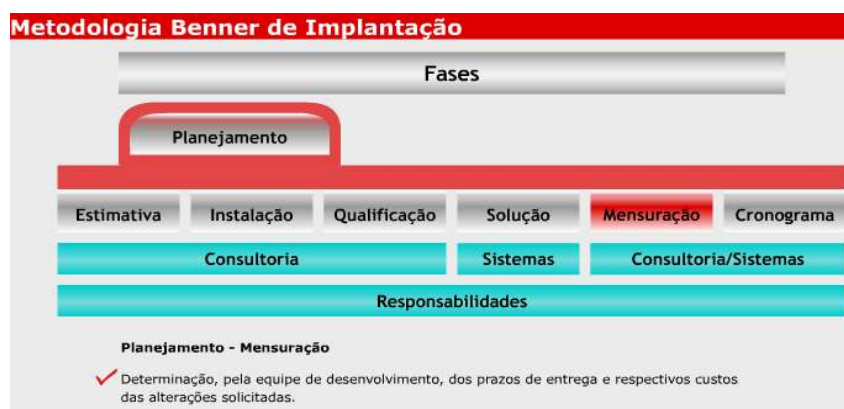 Metodologia Benner de Implantação
Fases
Planejamento
Estimativa Instalação Qualificação Solução Mensuração Cronograma
Consultoria Sistemas Consultoria/Sistemas
Responsabilidades
Planejamento - Mensuração
Determinação, pela equipe de desenvolvimento, dos prazos de entrega e respectivos custos
das alterações solicitadas.